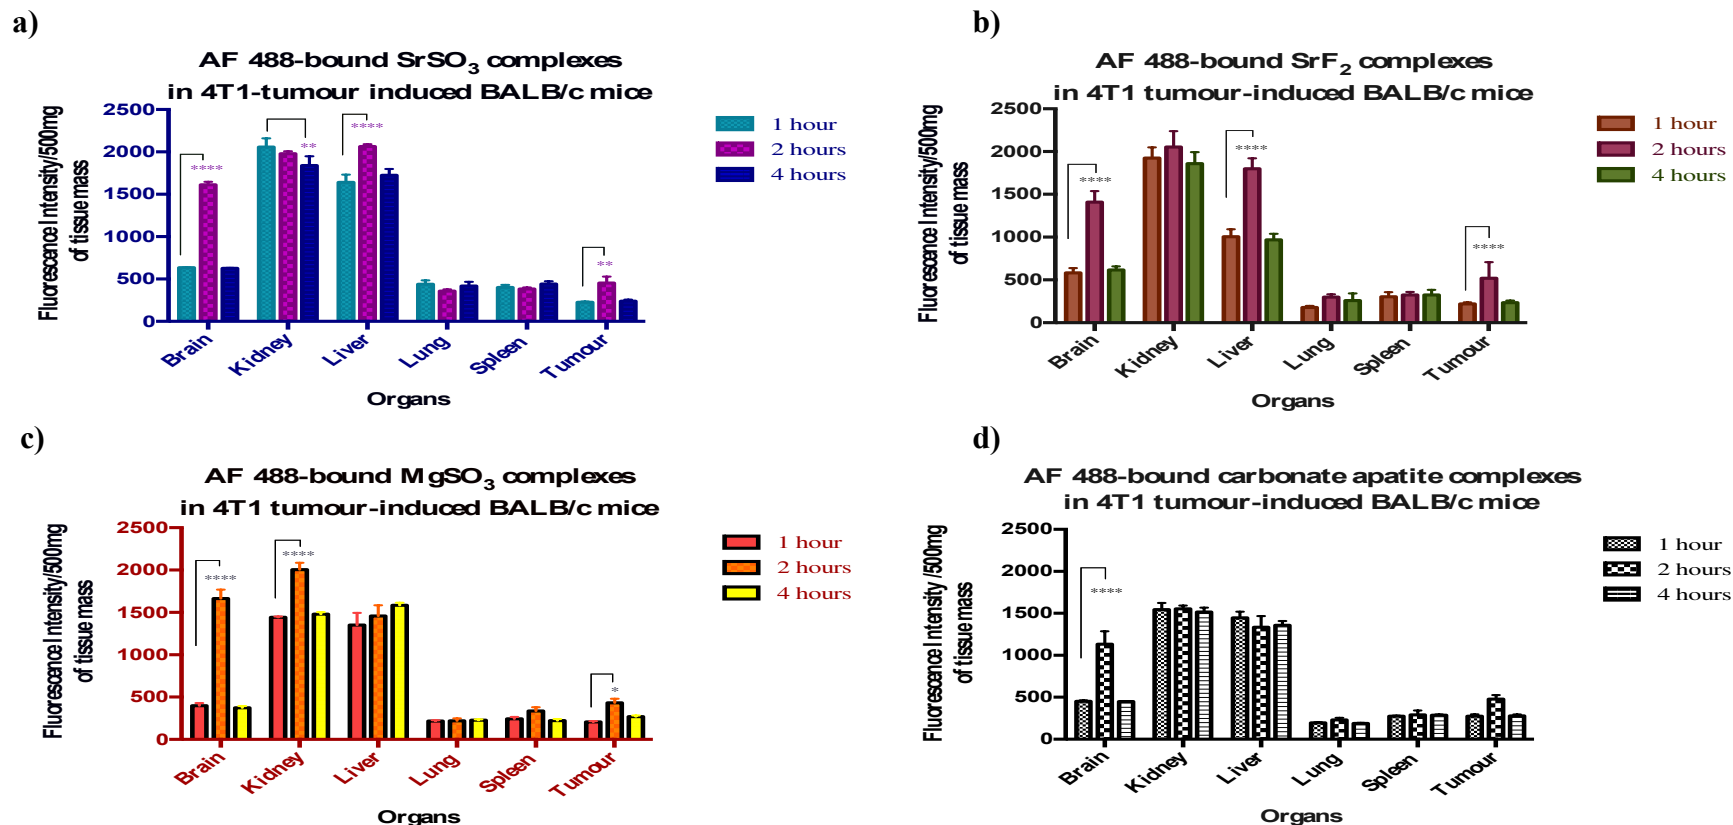 a)
AF 488-bound SrSO3 complexes
in 4T1-tumour induced BALB/c mice
Fluorescence Intensity/500mg
of tissue mass
2500
2000
1500
1000
500
0
****
**
****
**
Brain
Kidney
Liver
Lung
Spleen
Tumour
Organs
1 hour
2 hours
4 hours
b)
AF 488-bound SrF2 complexes
in 4T1 tumour-induced BALB/c mice
Fluorescence Intensity/500mg
of tissue mass
2500
2000
1500
1000
500
0
****
****
****
Brain
Kidney
Liver
Lung
Spleen
Tumour
Organs
1 hour
2 hours
4 hours
c)
AF 488-bound MgSO3 complexes
in 4T1 tumour-induced BALB/c mice
Fluorescence Intensity/500mg
of tissue mass
2500
2000
1500
1000
500
0
****
****
*
Brain
Kidney
Liver
Lung
Spleen
Tumour
Organs
1 hour
2 hours
4 hours
d)
AF 488-bound carbonate apatite complexes
in 4T1 tumour-induced BALB/c mice
Fluorescence Intensity /500mg
of tissue mass
2500
2000
1500
1000
500
0
****
Brain
Kidney
Liver
Lung
Spleen
Tumour
Organs
1 hour
2 hours
4 hours